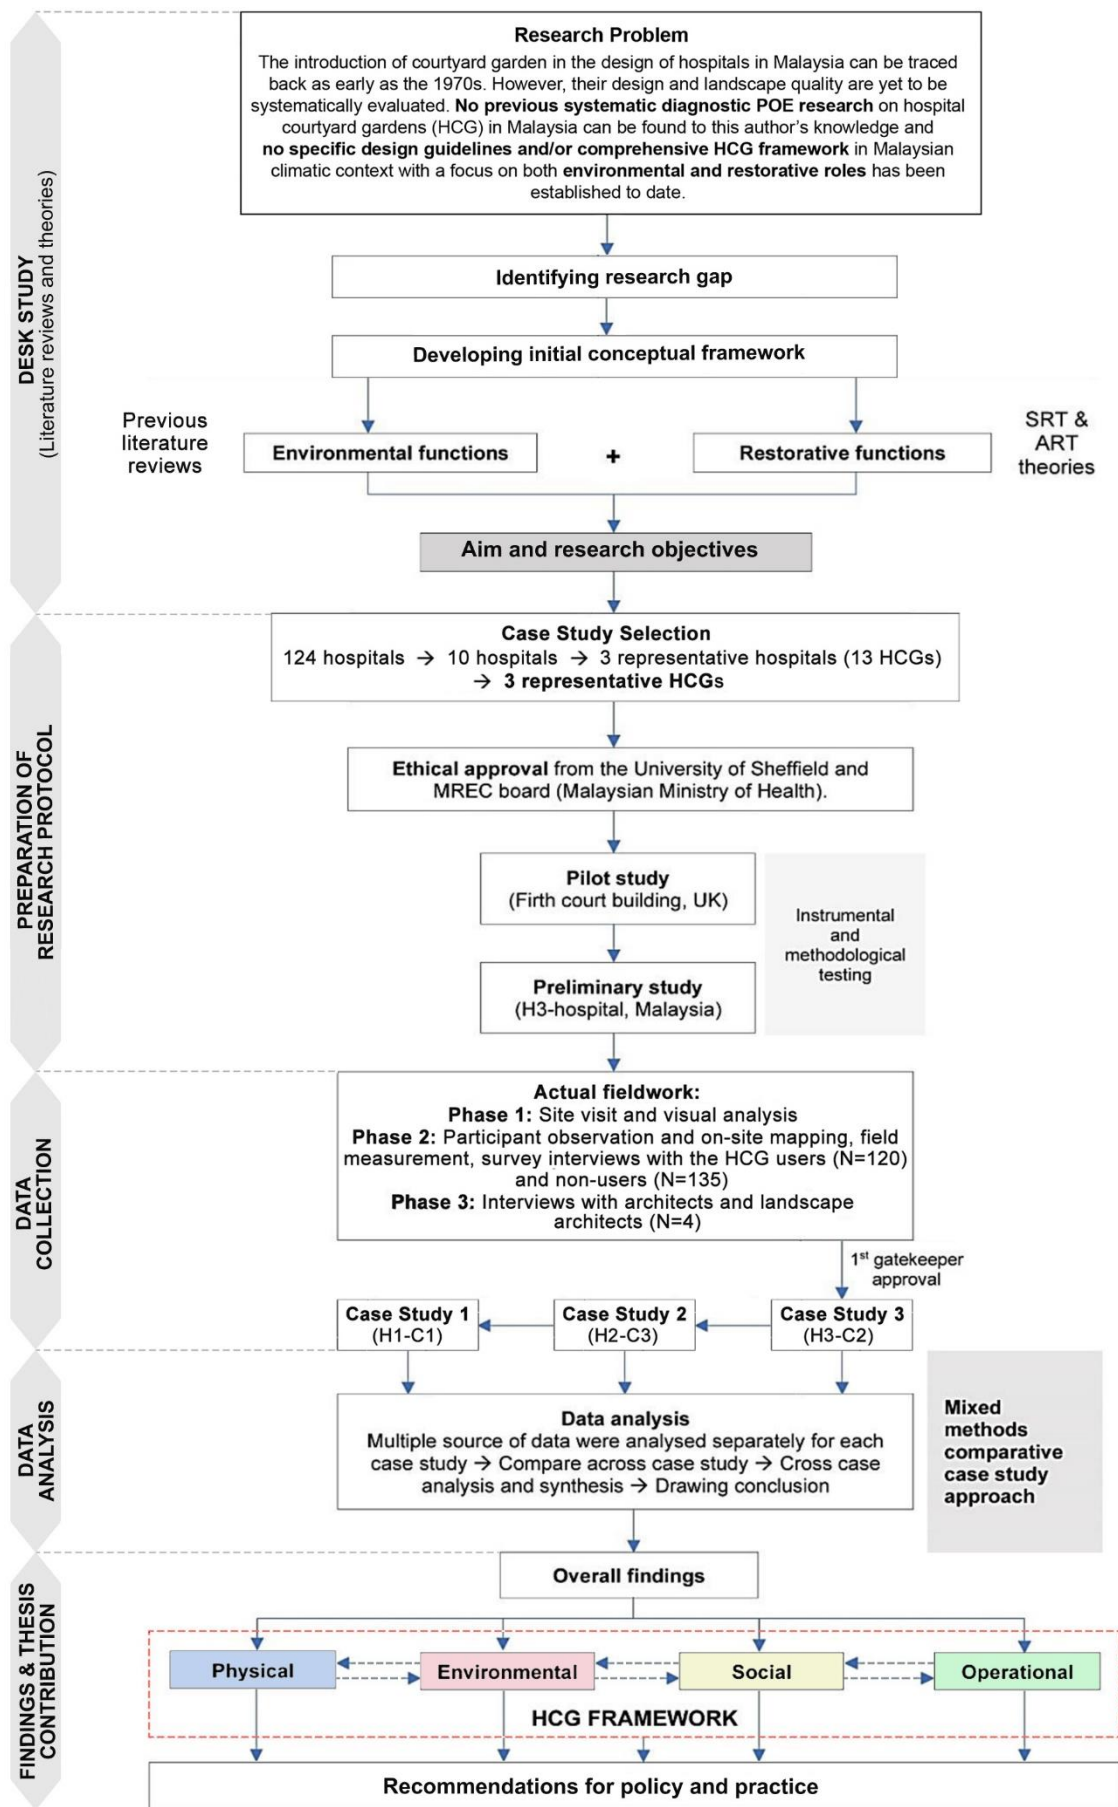 DESK STUDY
(Literature reviews and theories)
Research Problem
The introduction of courtyard garden in the design of hospitals in Malaysia can be traced
back as early as the 1970s. However, their design and landscape quality are yet to be
systematically evaluated. No previous systematic diagnostic POE research on hospital
courtyard gardens (HCG) in Malaysia can be found to this author's knowledge and
no specific design guidelines and/or comprehensive HCG framework in Malaysian
climatic context with a focus on both environmental and restorative roles has been
established to date.
Identifying research gap
Developing initial conceptual framework
Previous
literature
reviews
Environmental functions
+
Restorative functions
SRT &
ART
theories
Aim and research objectives
PREPARATION OF
RESEARCH PROTOCOL
Case Study Selection
124 hospitals → 10 hospitals → 3 representative hospitals (13 HCGs)
→ 3 representative HCGs
Ethical approval from the University of Sheffield and
MREC board (Malaysian Ministry of Health).
Pilot study
(Firth court building, UK)
Instrumental
and
methodological
testing
Preliminary study
(H3-hospital, Malaysia)
DATA
COLLECTION
Actual fieldwork:
Phase 1: Site visit and visual analysis
Phase 2: Participant observation and on-site mapping, field
measurement, survey interviews with the HCG users (N=120)
and non-users (N=135)
Phase 3: Interviews with architects and landscape
architects (N=4)
1st gatekeeper
approval
Case Study 1
(H1-C1)
Case Study 2
(H2-C3)
Case Study 3
(H3-C2)
DATA
ANALYSIS
Data analysis
Multiple source of data were analysed separately for each
case study → Compare across case study → Cross case
analysis and synthesis → Drawing conclusion
Mixed
methods
comparative
case study
approach
FINDINGS & THESIS
CONTRIBUTION
Overall findings
Physical
Environmental
Social
Operational
HCG FRAMEWORK
Recommendations for policy and practice